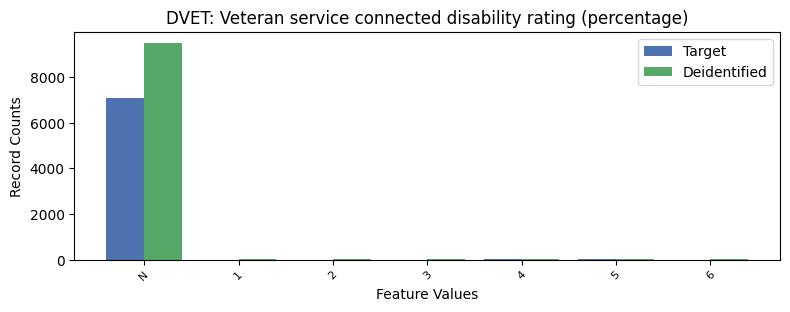 DVET: Veteran service connected disability rating (percentage)
Target
Deidentified
Record Counts
8000
6000
4000
2000
0
N 1 2 3 4 5 6
Feature Values